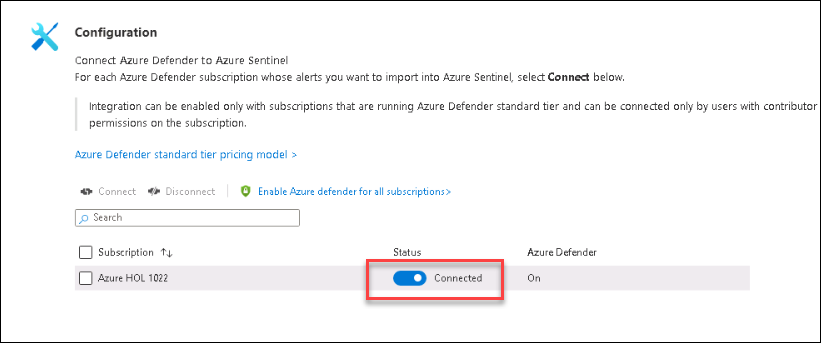 Configuration
Connect Azure Defender to Azure Sentinel
For each Azure Defender subscription whose alerts you want to import into Azure Sentinel, select Connect below.
Integration can be enabled only with subscriptions that are running Azure Defender standard tier and can be connected only by users with contributor
permissions on the subscription.
Azure Defender standard tier pricing model >
Connect Disconnect Enable Azure defender for all subscriptions>
Search
Subscription ↑↓ Status Azure Defender
Azure HOL 1022 Connected On